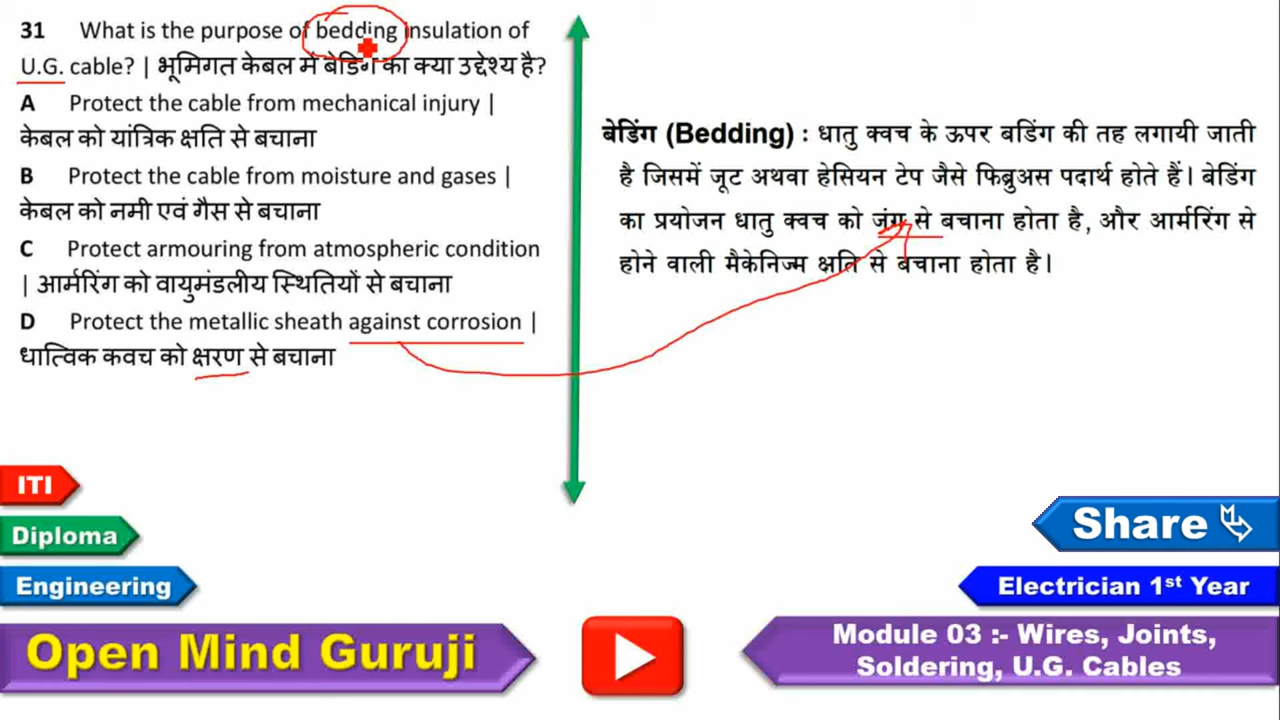 31 What is the purpose of bedding insulation of
U.G. cable? | भूमिगत केबल में बेडिंग का क्या उद्देश्य है?
A Protect the cable from mechanical injury |
केबल को यांत्रिक क्षति से बचाना
B Protect the cable from moisture and gases |
केबल को नमी एवं गैस से बचाना
C Protect armouring from atmospheric condition
| आर्मरिंग को वायुमंडलीय स्थितियों से बचाना
D Protect the metallic sheath against corrosion |
धात्विक कवच को क्षरण से बचाना
बेडिंग (Bedding) : धातु क्वच के ऊपर बडिंग की तह लगायी जाती
है जिसमें जूट अथवा हेसियन टेप जैसे फिब्रुअस पदार्थ होते हैं। बेडिंग
का प्रयोजन धातु क्वच को जंग से बचाना होता है, और आर्मरिंग से
होने वाली मैकेनिज्म क्षति से बचाना होता है।
ITI
Diploma
Engineering
Open Mind Guruji
Share
Electrician 1st Year
Module 03 :- Wires, Joints,
Soldering, U.G. Cables